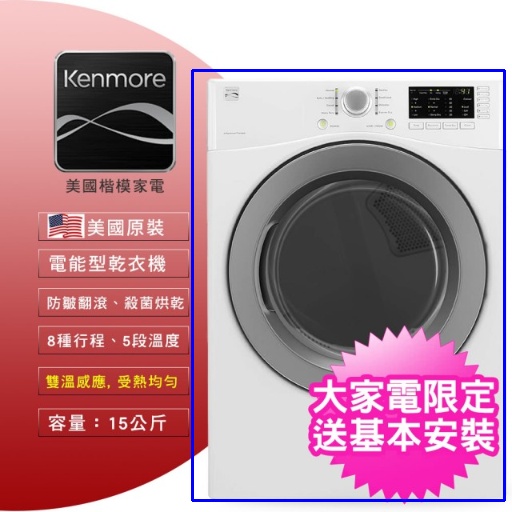 Kenmore
美國楷模家電
美國原裝
電能型乾衣機
防皺翻滾、殺菌烘乾
8種行程、5段溫度
雙溫感應, 受熱均勻
容量：15公斤
大家電限定
送基本安裝